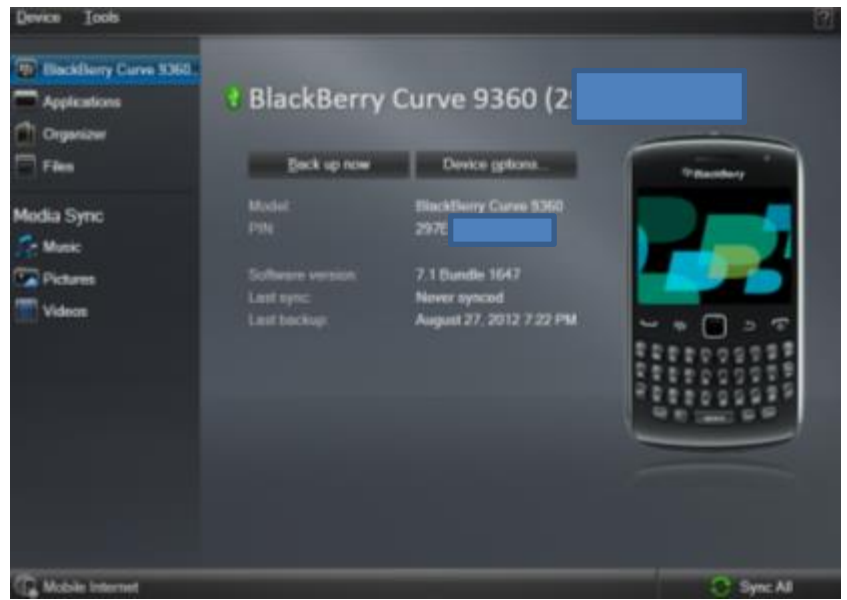 Device Tools ?
BlackBerry Curve 9360...
Applications
Organizer
Files
Media Sync
Music
Pictures
Videos
BlackBerry Curve 9360 (2
Back up now Device options...
Model: BlackBerry Curve 9360
PIN: 297E
Software version: 7.1 Bundle 1647
Last sync: Never synced
Last backup: August 27, 2012 7:22 PM
BlackBerry
Mobile Internet
Sync All